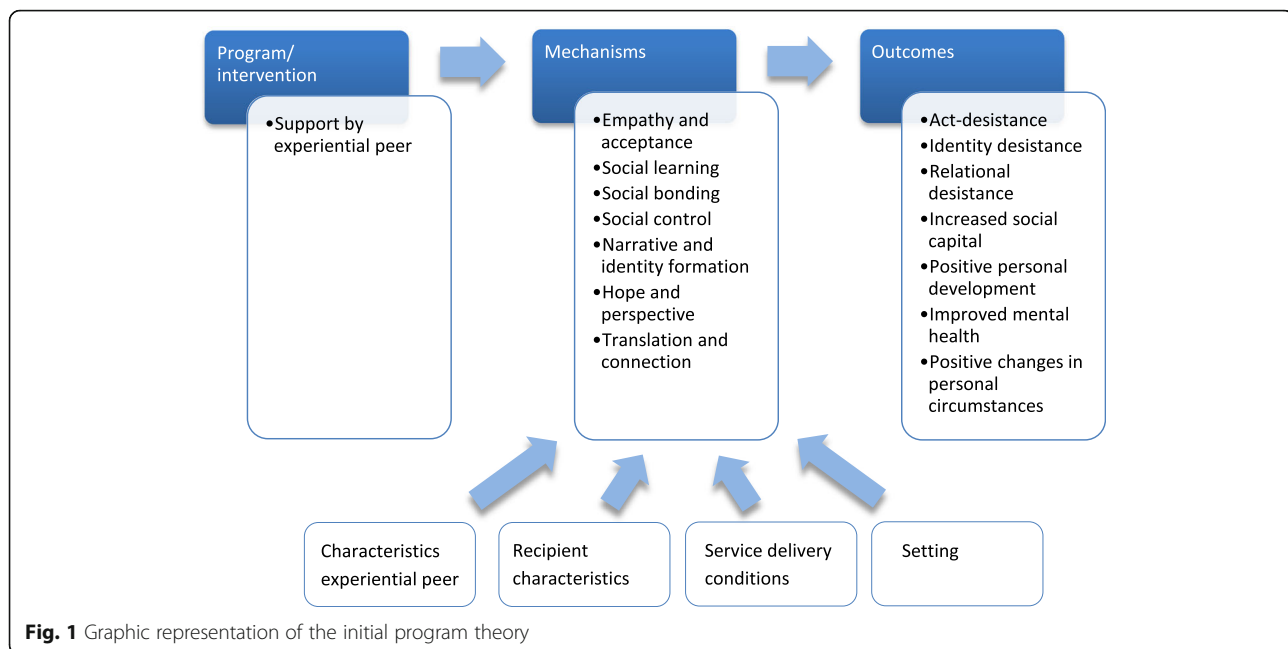 Program/
intervention
•Support by
experiential peer
Mechanisms
•Empathy and
acceptance
•Social learning
•Social bonding
•Social control
•Narrative and
identity formation
•Hope and
perspective
•Translation and
connection
Outcomes
•Act-desistance
•Identity desistance
•Relational
desistance
•Increased social
capital
•Positive personal
development
•Improved mental
health
•Positive changes in
personal
circumstances
Characteristics
experiential peer
Recipient
characteristics
Service delivery
conditions
Setting
Fig. 1 Graphic representation of the initial program theory